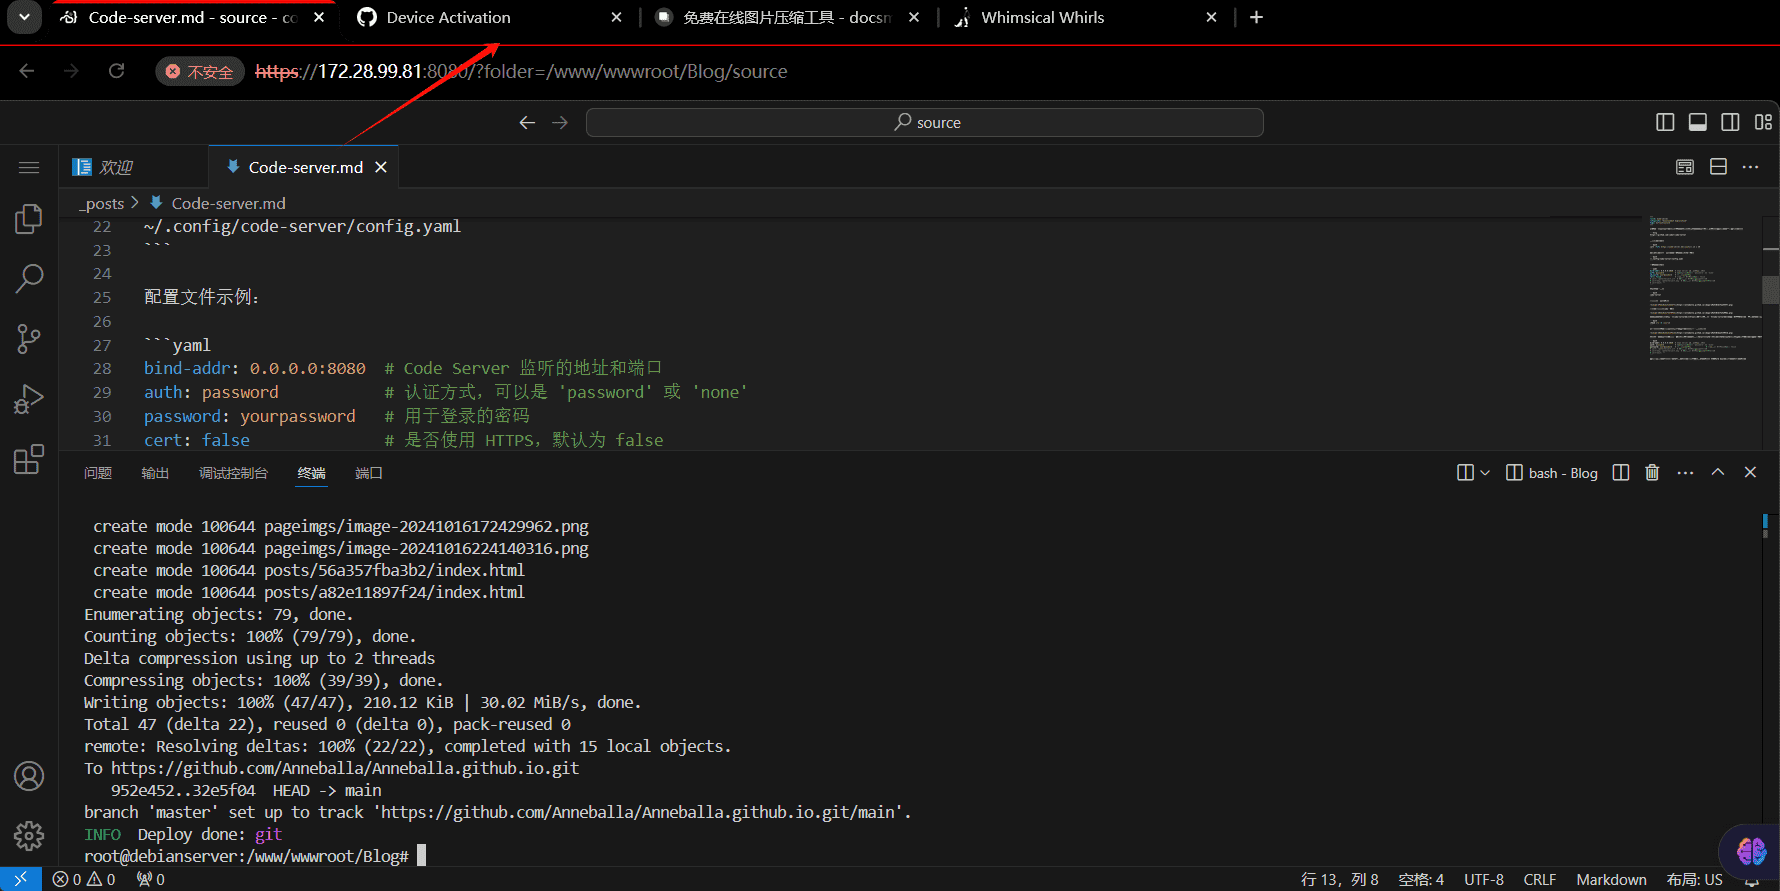 Code-server.md - source - co
Device Activation
免费在线图片压缩工具 - docsm
Whimsical Whirls
不安全
https://172.28.99.81:8080/?folder=/www/wwwroot/Blog/source
source
欢迎
Code-server.md
_posts > Code-server.md
22 ~/.config/code-server/config.yaml
23 ```
24
25 配置文件示例：
26
27 ```yaml
28 bind-addr: 0.0.0.0:8080 # Code Server 监听的地址和端口
29 auth: password # 认证方式，可以是 'password' 或 'none'
30 password: yourpassword # 用于登录的密码
31 cert: false # 是否使用 HTTPS，默认为 false
问题 输出 调试控制台 终端 端口
bash - Blog
create mode 100644 pageimgs/image-20241016172429962.png
create mode 100644 pageimgs/image-20241016224140316.png
create mode 100644 posts/56a357fba3b2/index.html
create mode 100644 posts/a82e11897f24/index.html
Enumerating objects: 79, done.
Counting objects: 100% (79/79), done.
Delta compression using up to 2 threads
Compressing objects: 100% (39/39), done.
Writing objects: 100% (47/47), 210.12 KiB | 30.02 MiB/s, done.
Total 47 (delta 22), reused 0 (delta 0), pack-reused 0
remote: Resolving deltas: 100% (22/22), completed with 15 local objects.
To https://github.com/Anneballa/Anneballa.github.io.git
952e452..32e5f04 HEAD -> main
branch 'master' set up to track 'https://github.com/Anneballa/Anneballa.github.io.git/main'.
INFO Deploy done: git
root@debianserver:/www/wwwroot/Blog#
0 0 0
行 13，列 8 空格: 4 UTF-8 CRLF Markdown 布局: US